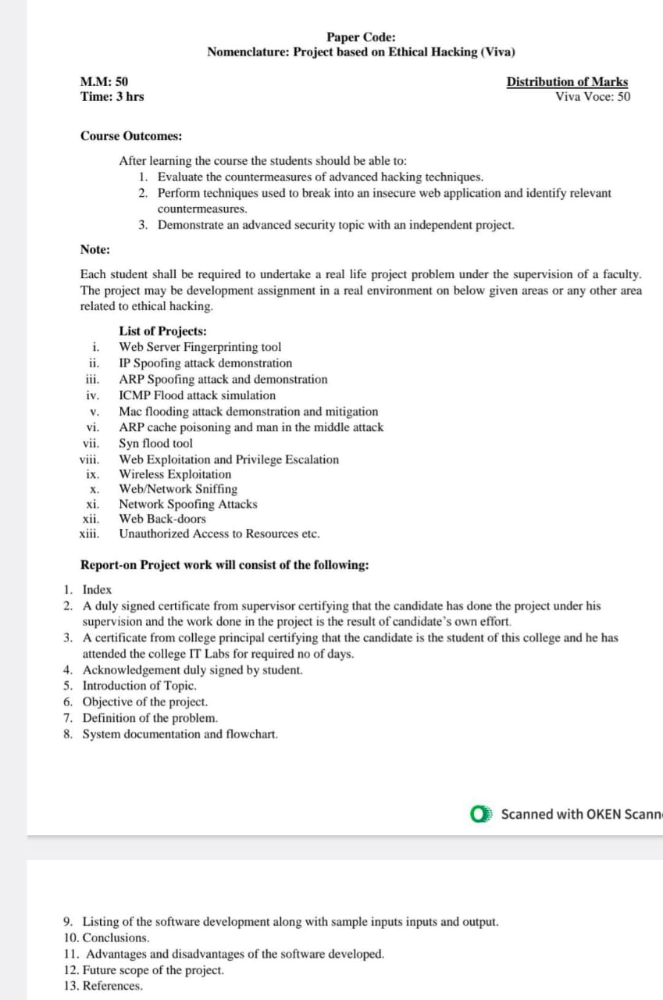 Paper Code:
Nomenclature: Project based on Ethical Hacking (Viva)
M.M: 50
Distribution of Marks
Time: 3 hrs
Viva Voce: 50
Course Outcomes:
After learning the course the students should be able to:
1. Evaluate the countermeasures of advanced hacking techniques.
2. Perform techniques used to break into an insecure web application and identify relevant
countermeasures.
3. Demonstrate an advanced security topic with an independent project.
Note:
Each student shall be required to undertake a real life project problem under the supervision of a faculty.
The project may be development assignment in a real environment on below given areas or any other area
related to ethical hacking.
List of Projects:
i. Web Server Fingerprinting tool
ii. IP Spoofing attack demonstration
iii. ARP Spoofing attack and demonstration
iv. ICMP Flood attack simulation
v. Mac flooding attack demonstration and mitigation
vi. ARP cache poisoning and man in the middle attack
vii. Syn flood tool
viii. Web Exploitation and Privilege Escalation
ix. Wireless Exploitation
x. Web/Network Sniffing
xi. Network Spoofing Attacks
xii. Web Back-doors
xiii. Unauthorized Access to Resources etc.
Report-on Project work will consist of the following:
1. Index
2. A duly signed certificate from supervisor certifying that the candidate has done the project under his
supervision and the work done in the project is the result of candidate's own effort.
3. A certificate from college principal certifying that the candidate is the student of this college and he has
attended the college IT Labs for required no of days.
4. Acknowledgement duly signed by student.
5. Introduction of Topic.
6. Objective of the project.
7. Definition of the problem.
8. System documentation and flowchart.
Scanned with OKEN Scann
9. Listing of the software development along with sample inputs inputs and output.
10. Conclusions.
11. Advantages and disadvantages of the software developed.
12. Future scope of the project.
13. References.